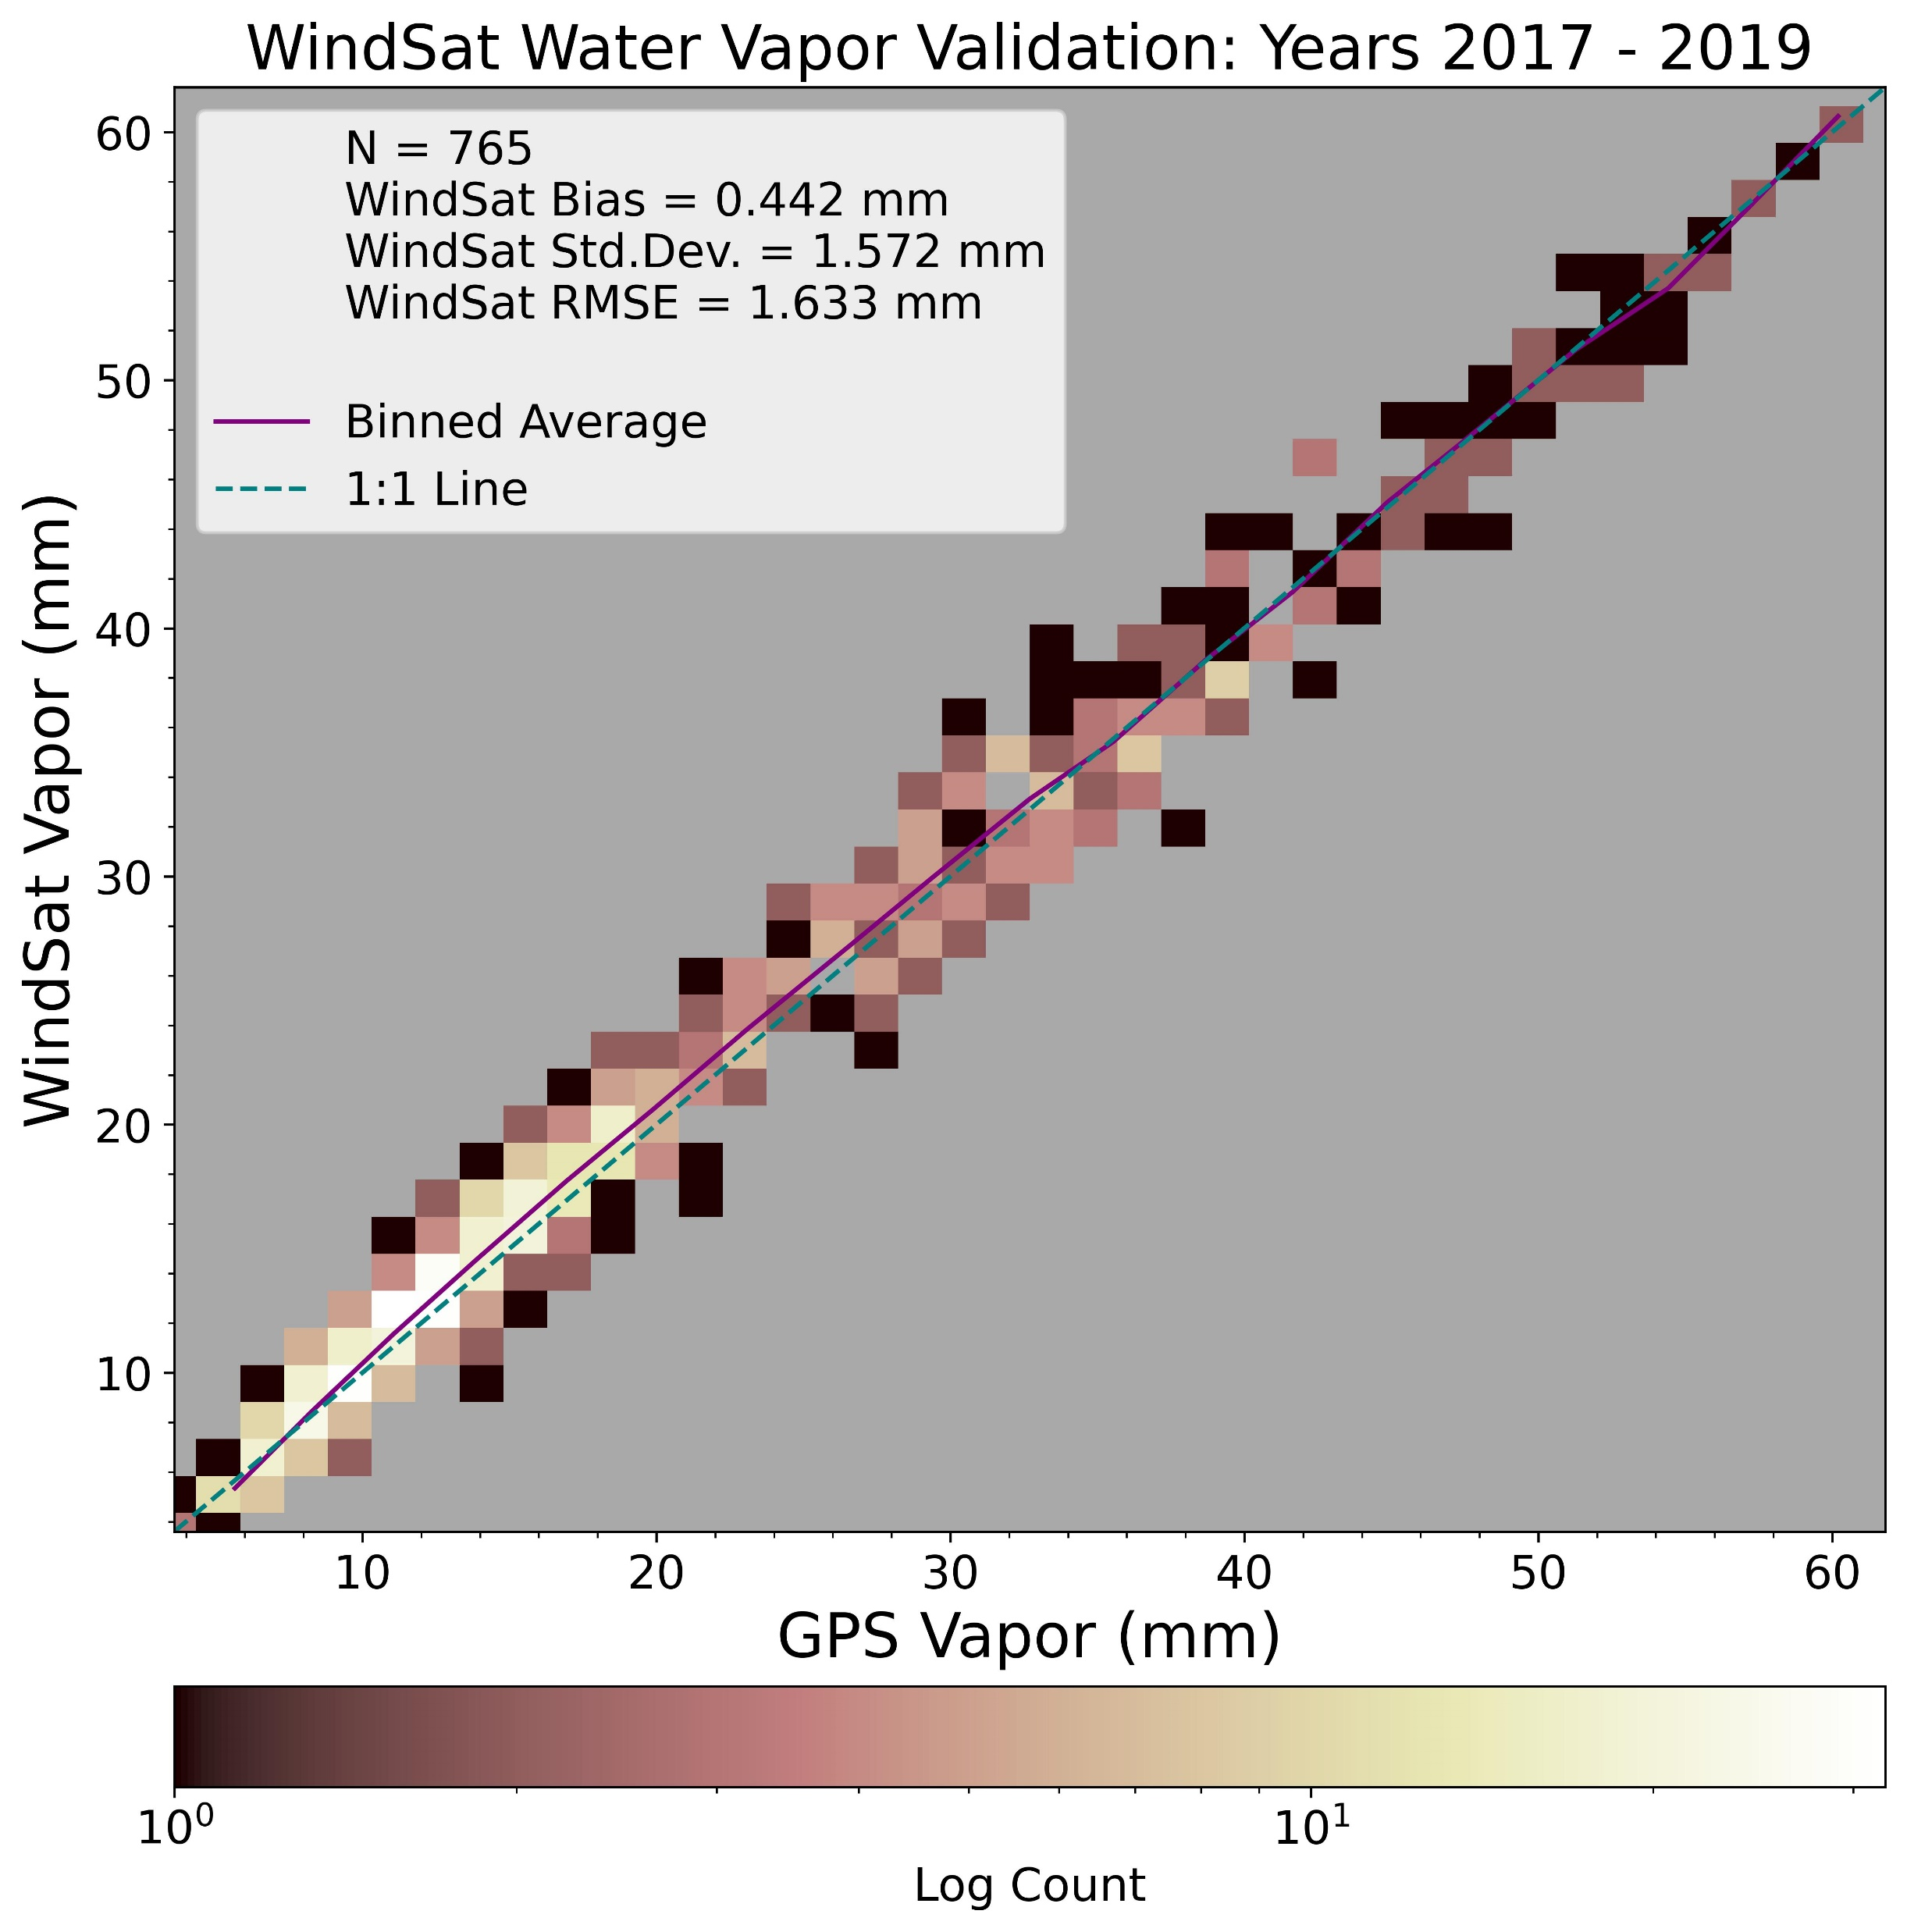 WindSat Water Vapor Validation: Years 2017 - 2019
N = 765
WindSat Bias = 0.442 mm
WindSat Std.Dev. = 1.572 mm
WindSat RMSE = 1.633 mm
Binned Average
1:1 Line
WindSat Vapor (mm)
60
50
40
30
20
10
10 20 30 40 50 60
GPS Vapor (mm)
10⁰ 10¹
Log Count